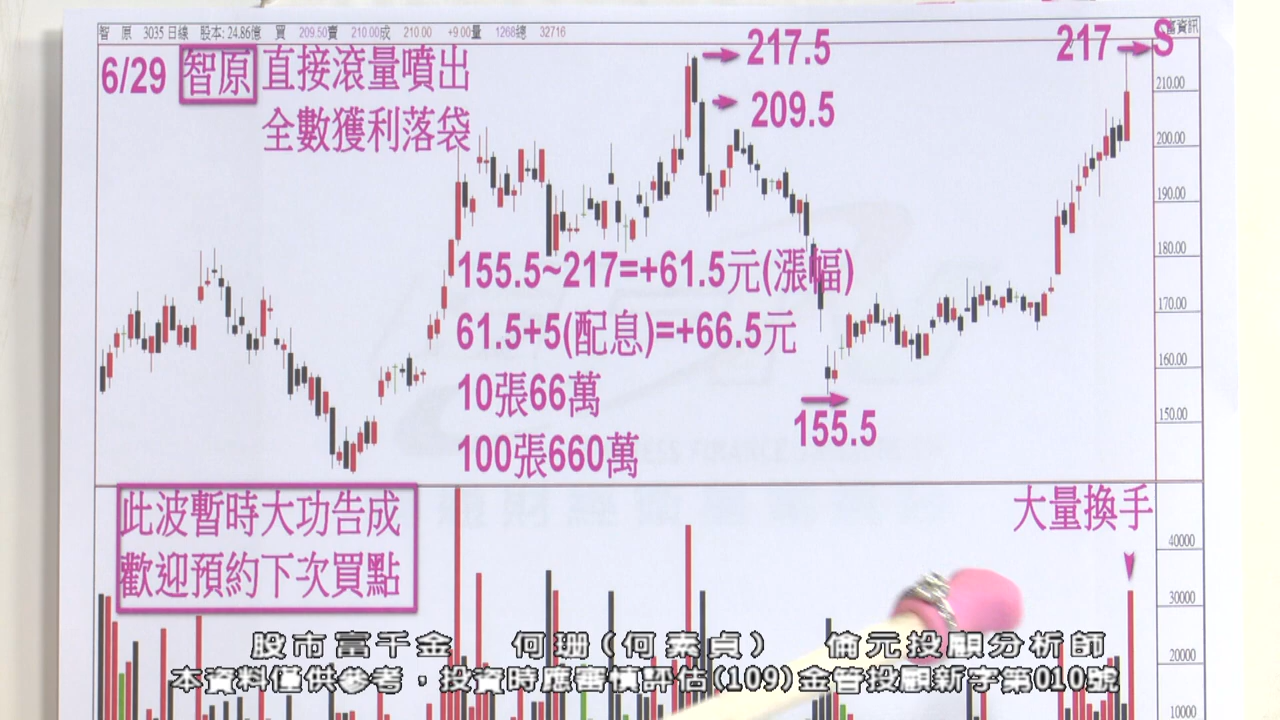 智 原 3035 日線 股本: 24.86億 買 209.50賣 210.00成 210.00 +9.00量 1268總 32716
富資訊
6/29 智原 直接滾量噴出
全數獲利落袋
217.5
209.5
217 S
210.00
200.00
190.00
180.00
170.00
160.00
150.00
155.5~217=+61.5元(漲幅)
61.5+5(配息)=+66.5元
10張66萬
100張660萬
155.5
此波暫時大功告成
歡迎預約下次買點
大量換手
40000
30000
20000
10000
股市富千金 何珊(何素貞) 倫元投顧分析師
本資料僅供參考，投資時應審慎評估(109)金管投顧新字第010號